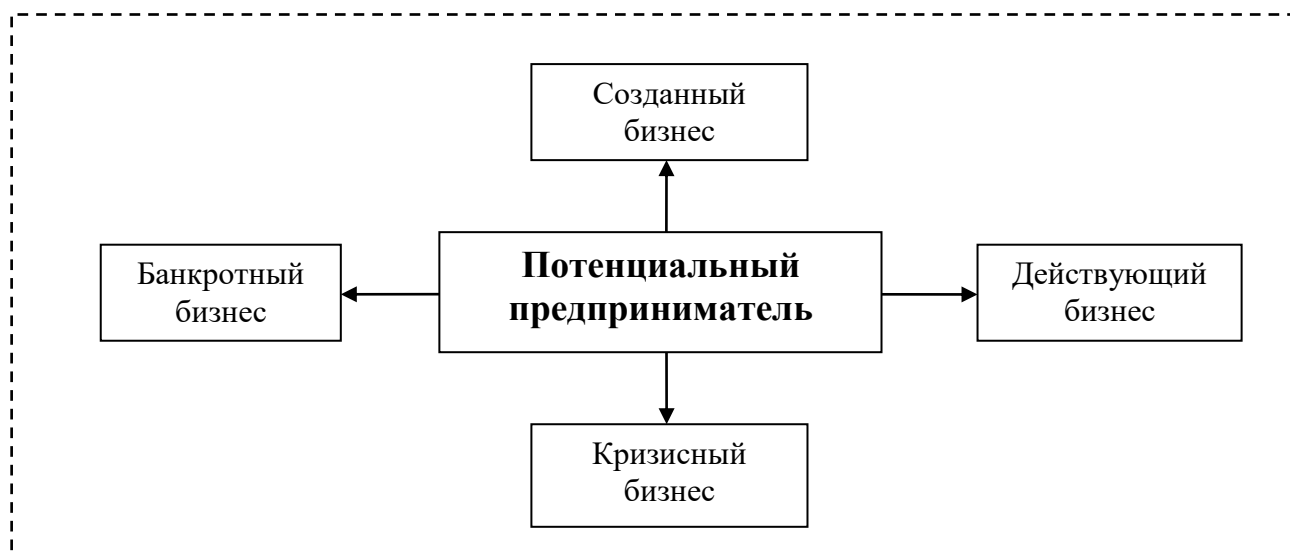 Созданный
бизнес
Банкротный
бизнес
Потенциальный
предприниматель
Действующий
бизнес
Кризисный
бизнес